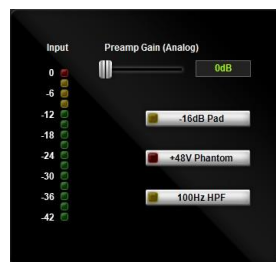 Input Preamp Gain (Analog)
0 0dB
-6
-12 -16dB Pad
-18
-24 +48V Phantom
-30
-36 100Hz HPF
-42